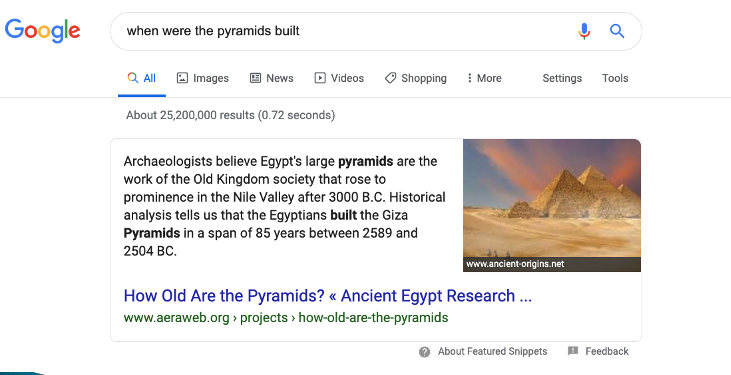 Google
when were the pyramids built
All Images News Videos Shopping More Settings Tools
About 25,200,000 results (0.72 seconds)
Archaeologists believe Egypt's large pyramids are the
work of the Old Kingdom society that rose to
prominence in the Nile Valley after 3000 B.C. Historical
analysis tells us that the Egyptians built the Giza
Pyramids in a span of 85 years between 2589 and
2504 BC.
www.ancient-origins.net
How Old Are the Pyramids? « Ancient Egypt Research ...
www.aeraweb.org › projects › how-old-are-the-pyramids
About Featured Snippets Feedback